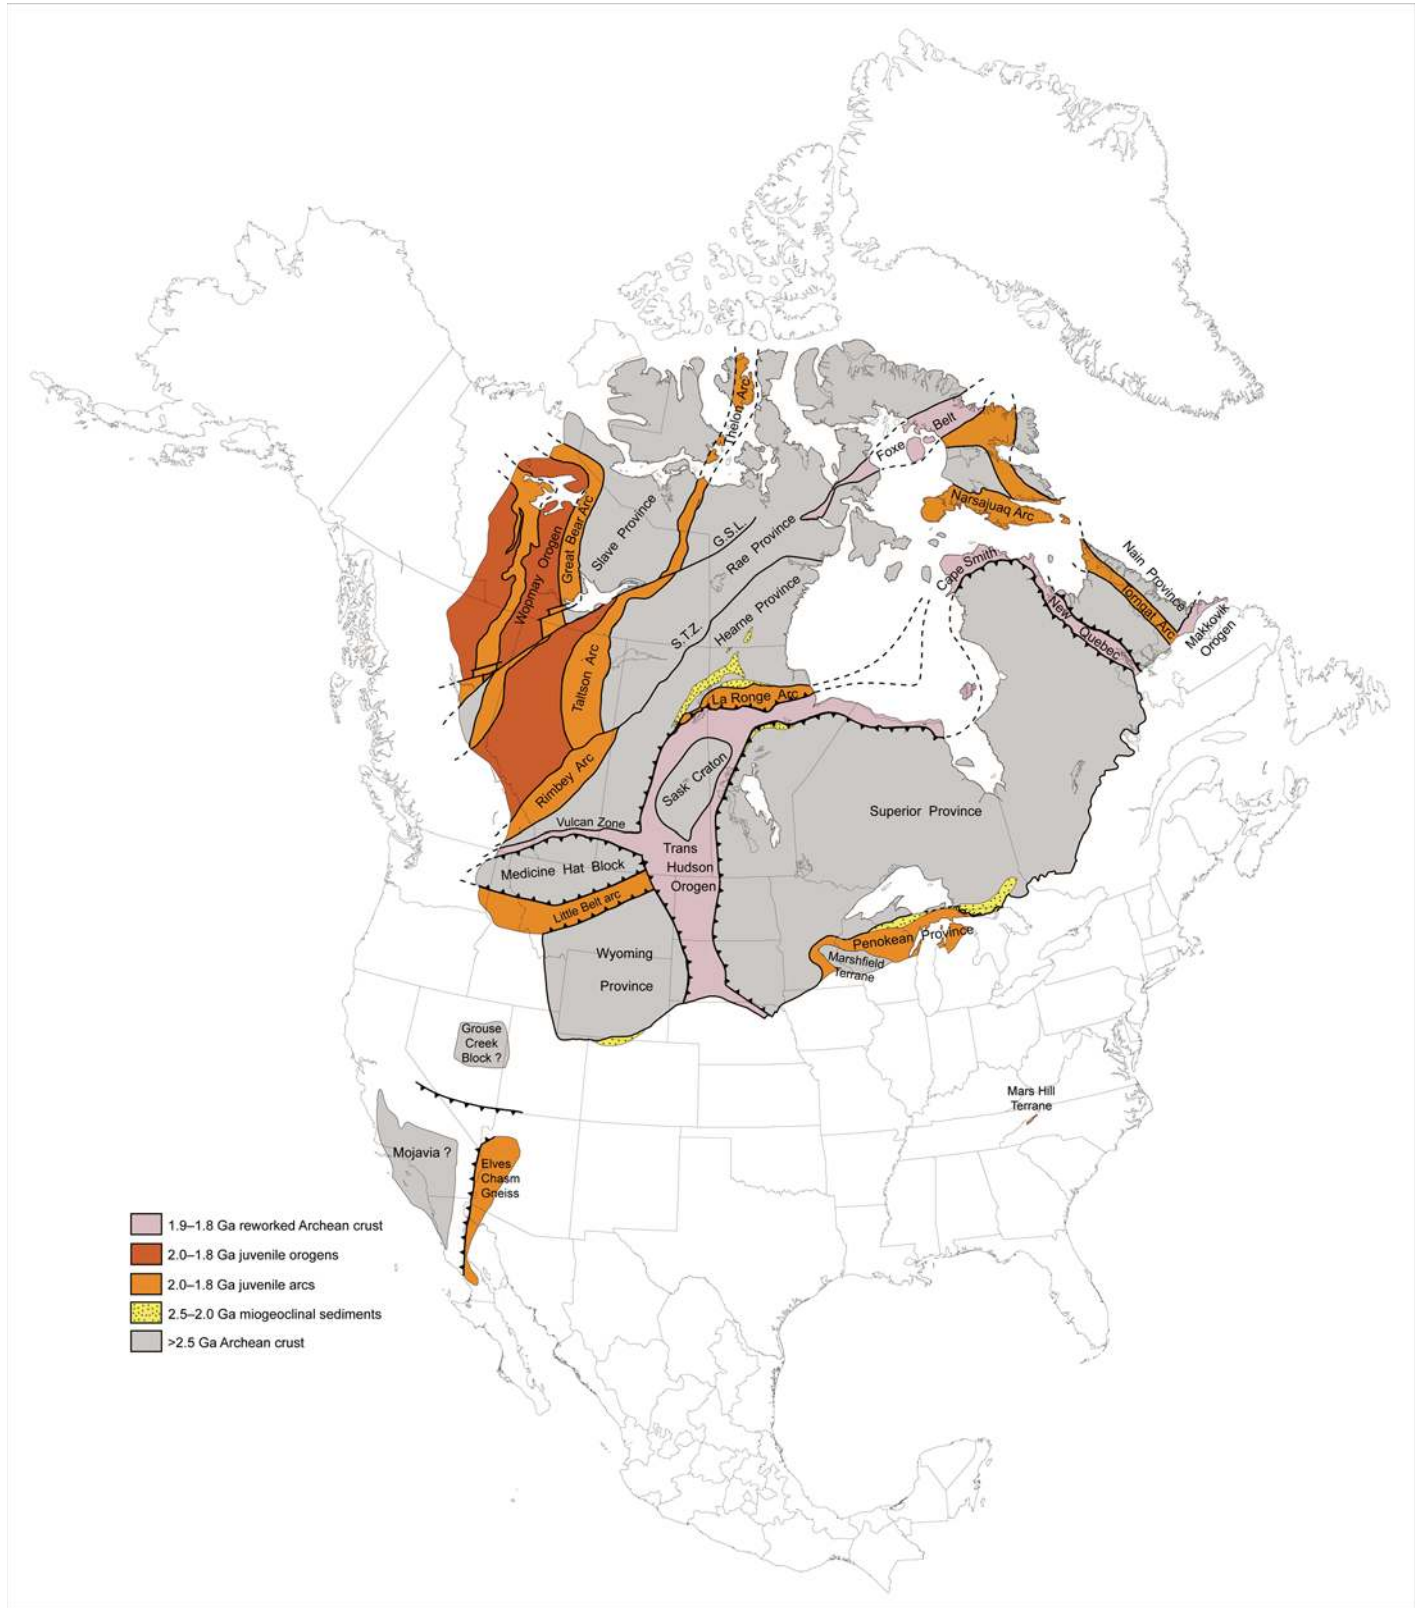 Thelon Arc
Foxe Belt
Narsajuaq Arc
Great Bear Arc
Slave Province
Wopmay Orogen
G.S.L.
Rae Province
Nain Province
Cape Smith
Torngat Arc
New Quebec
Makkovik
Orogen
Hearne Province
S.T.Z.
Taltson Arc
La Ronge Arc
Sask Craton
Rimbey Arc
Superior Province
Vulcan Zone
Trans
Hudson
Orogen
Medicine Hat Block
Little Belt arc
Penokean Province
Marshfield
Terrane
Wyoming
Province
Grouse
Creek
Block ?
Mars Hill
Terrane
Mojavia ?
Elves
Chasm
Gneiss
1.9–1.8 Ga reworked Archean crust
2.0–1.8 Ga juvenile orogens
2.0–1.8 Ga juvenile arcs
2.5–2.0 Ga miogeoclinal sediments
>2.5 Ga Archean crust